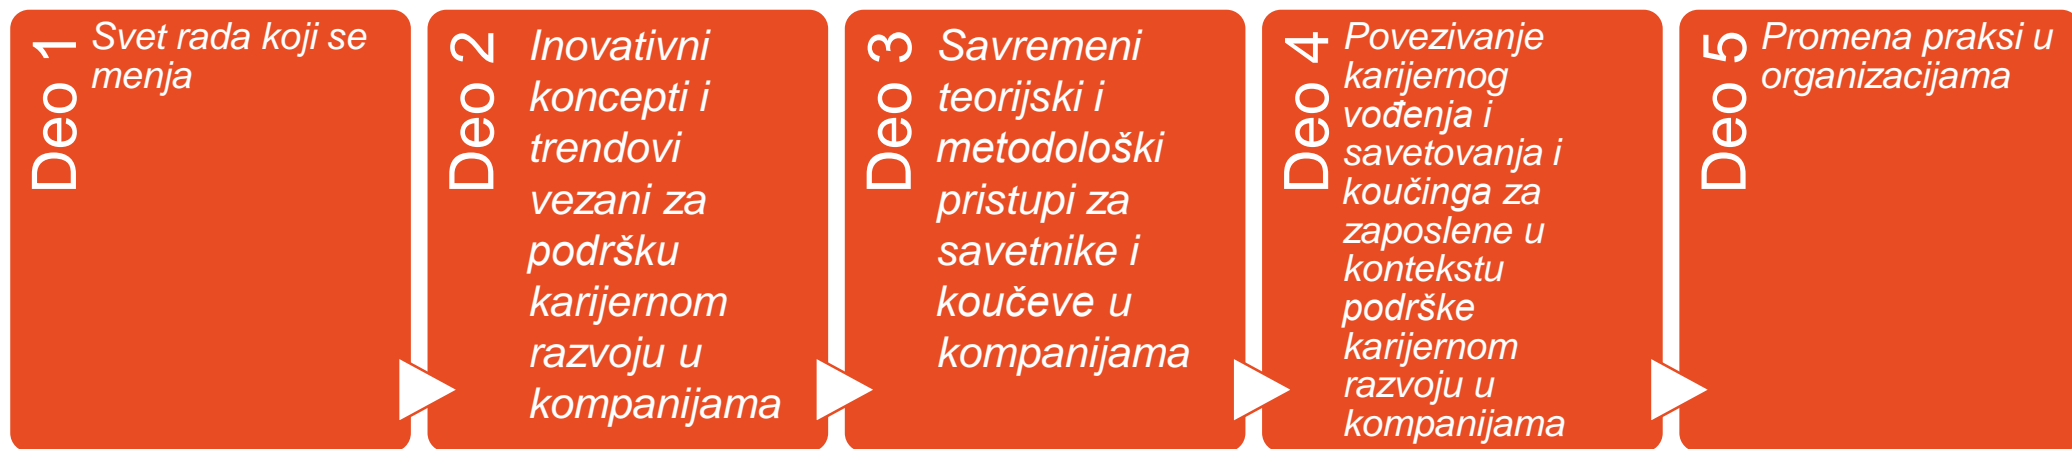 Deo 1
Svet rada koji se
menja
Deo 2
Inovativni
koncepti i
trendovi
vezani za
podršku
karijernom
razvoju u
kompanijama
Deo 3
Savremeni
teorijski i
metodološki
pristupi za
savetnike i
koučeve u
kompanijama
Deo 4
Povezivanje
karijernog
vođenja i
savetovanja i
koučinga za
zaposlene u
kontekstu
podrške
karijernom
razvoju u
kompanijama
Deo 5
Promena praksi u
organizacijama